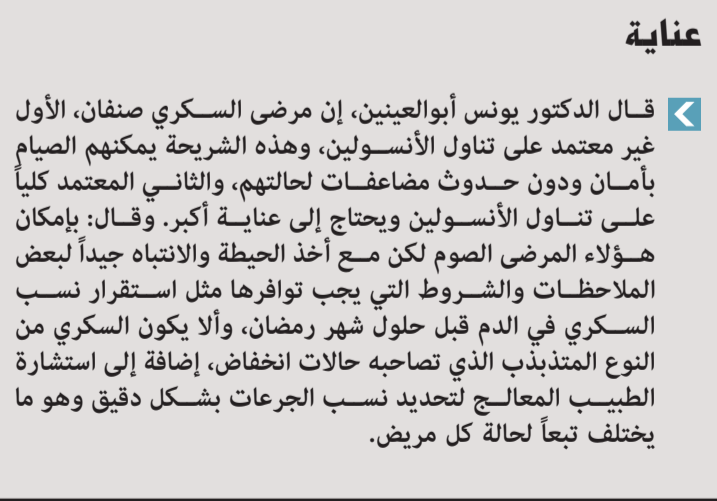 عناية
قال الدكتور يونس أبوالعينين، إن مرضى السكري صنفان، الأول
غير معتمد على تناول الأنسولين، وهذه الشريحة يمكنهم الصيام
بأمان ودون حدوث مضاعفات لحالتهم، والثاني المعتمد كلياً
على تناول الأنسولين ويحتاج إلى عناية أكبر. وقال: بإمكان
هؤلاء المرضى الصوم لكن مع أخذ الحيطة والانتباه جيداً لبعض
الملاحظات والشروط التي يجب توافرها مثل استقرار نسب
السكري في الدم قبل حلول شهر رمضان، وألا يكون السكري من
النوع المتذبذب الذي تصاحبه حالات انخفاض، إضافة إلى استشارة
الطبيب المعالج لتحديد نسب الجرعات بشكل دقيق وهو ما
يختلف تبعاً لحالة كل مريض.